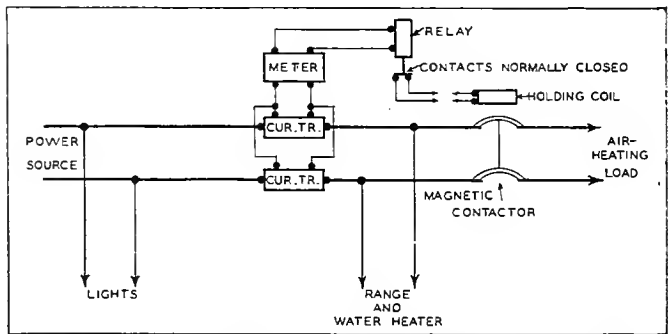 RELAY
METER
CONTACTS NORMALLY CLOSED
HOLDING COIL
CUR.TR.
POWER
SOURCE
AIR-
HEATING
LOAD
CUR.TR.
MAGNETIC
CONTACTOR
LIGHTS
RANGE
AND
WATER HEATER